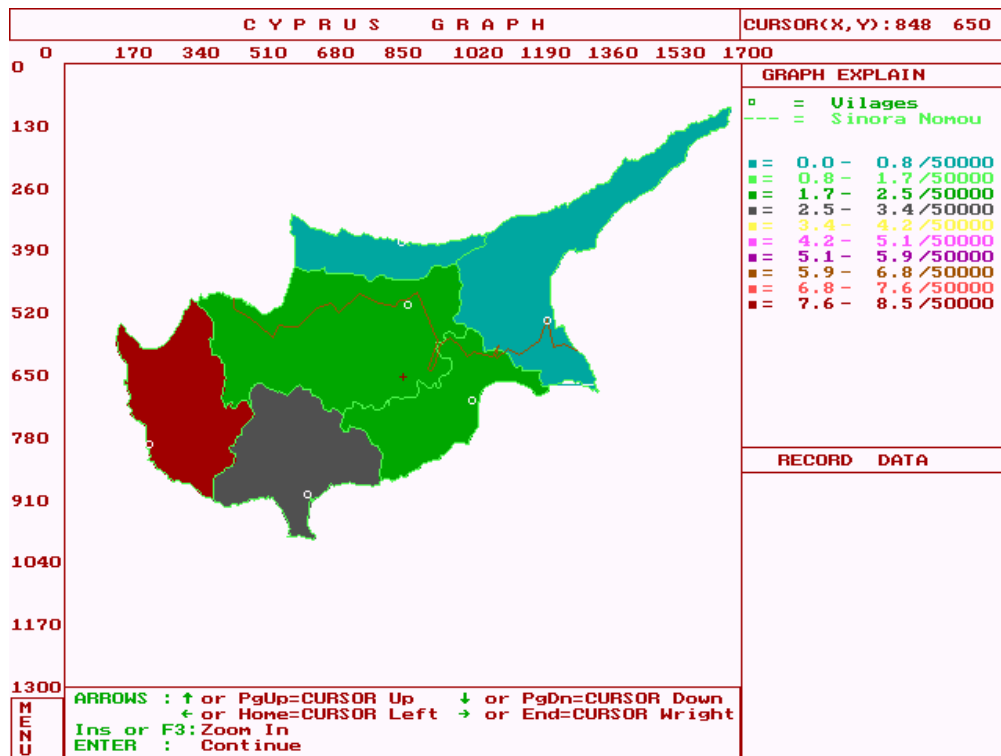 C Y P R U S   G R A P H
CURSOR(X,Y):848 650
0 170 340 510 680 850 1020 1190 1360 1530 1700
0
130
260
390
520
650
780
910
1040
1170
1300
GRAPH EXPLAIN
= Vilages
--- = Sinora Nomou
= 0.0 - 0.8 /50000
= 0.8 - 1.7 /50000
= 1.7 - 2.5 /50000
= 2.5 - 3.4 /50000
= 3.4 - 4.2 /50000
= 4.2 - 5.1 /50000
= 5.1 - 5.9 /50000
= 5.9 - 6.8 /50000
= 6.8 - 7.6 /50000
= 7.6 - 8.5 /50000
RECORD DATA
MENU
ARROWS : ↑ or PgUp=CURSOR Up ↓ or PgDn=CURSOR Down
← or Home=CURSOR Left → or End=CURSOR Wright
Ins or F3:Zoom In
ENTER : Continue